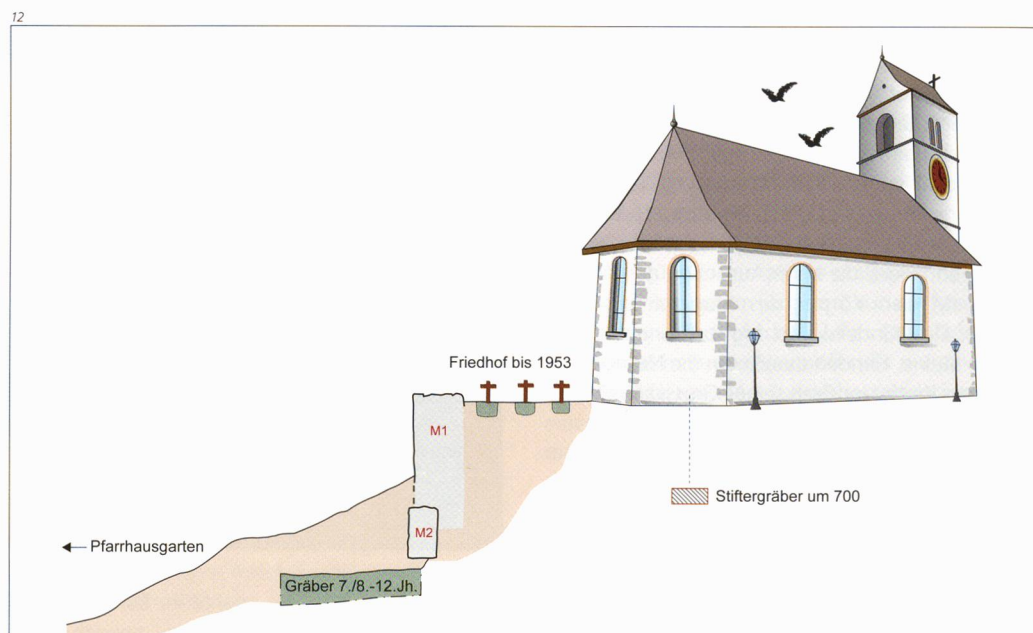 12
Friedhof bis 1953
M1
Stiftergräber um 700
M2
Pfarrhausgarten
Gräber 7./8.-12.Jh.